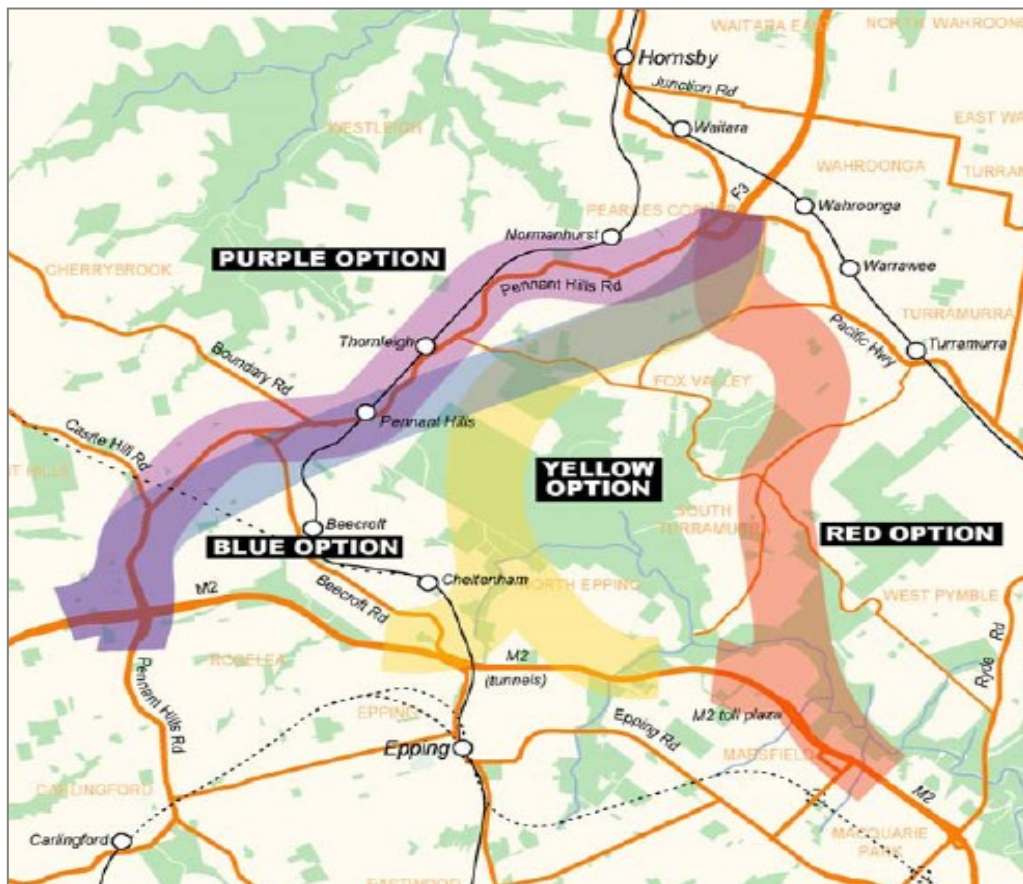 WAITARA EAST
NORTH WAHROONGA
Hornsby
Junction Rd
EAST WA
WESTLEIGH
Waitara
WAHROONGA
TURRAM
F3
PEARCES CORNER
Wahroonga
Normanhurst
PURPLE OPTION
CHERRYBROOK
Pennant Hills Rd
Warrawee
TURRAMURRA
Pacific Hwy
Turramurra
Thornleigh
Boundary Rd
FOX VALLEY
Pennant Hills
Castle Hill Rd
T HILLS
YELLOW
OPTION
SOUTH
TURRAMURRA
RED OPTION
Beecroft
BLUE OPTION
Cheltenham
NORTH EPPING
M2
Beecroft Rd
WEST PYMBLE
Ryde Rd
ROSELEA
M2
(tunnels)
Pennant Hills Rd
EPPING
M2 toll plaza
Epping Rd
Epping
MARSFIELD
M2
CARLINGFORD
Carlingford
MACQUARIE
PARK
EASTWOOD